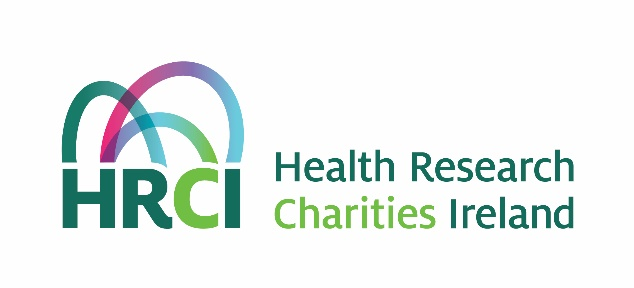 HRCI
Health Research
Charities Ireland